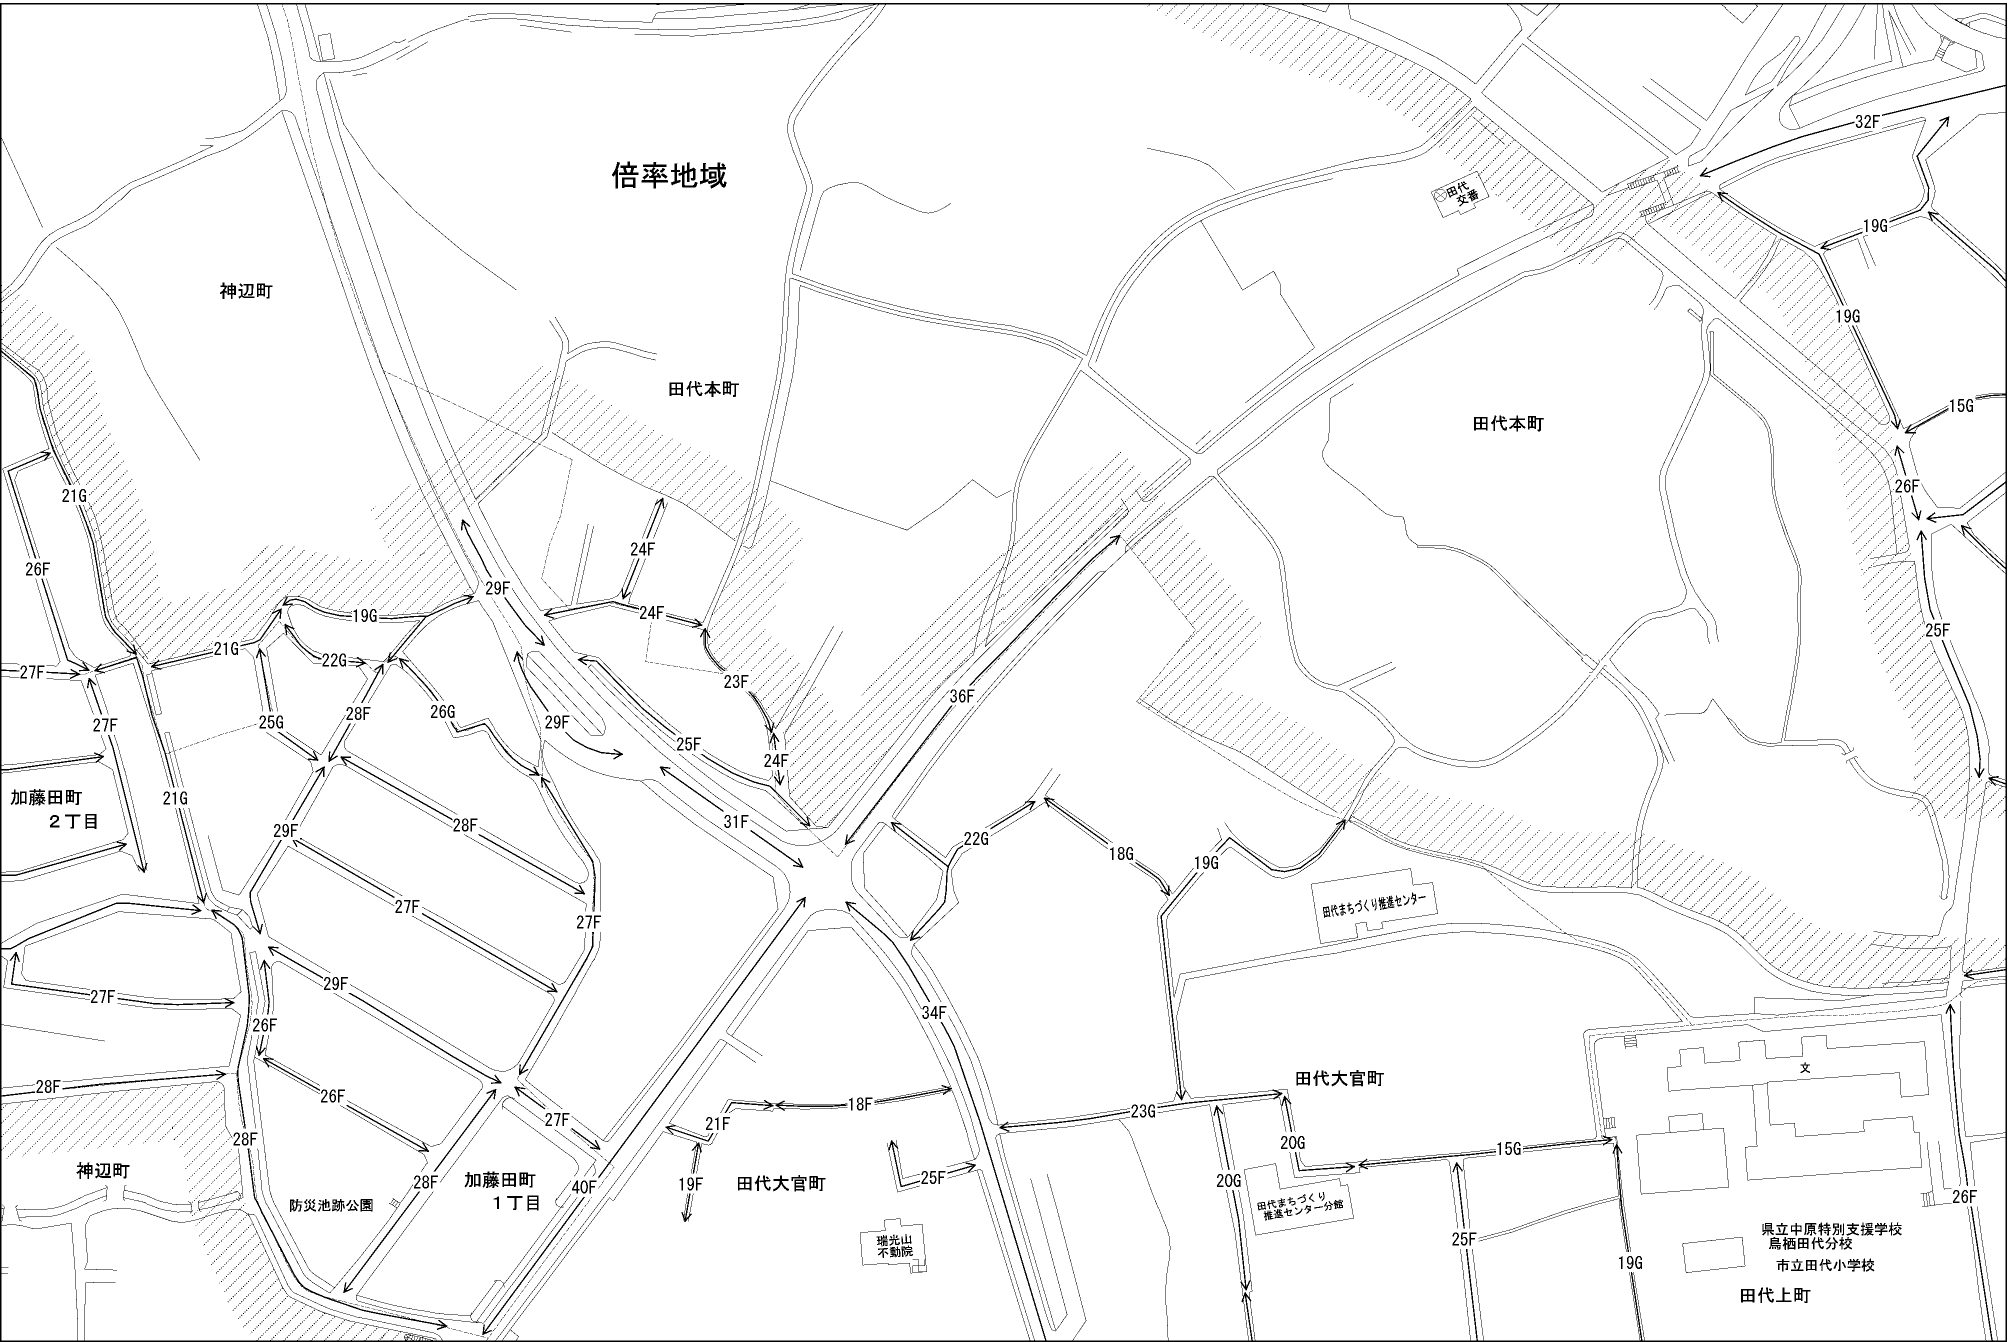 32F
倍率地域
田代
交番
19G
神辺町
19G
田代本町
15G
田代本町
21G
26F
24F
26F
29F
24F
19G
25F
21G
22G
27F
23F
36F
26G
28F
25G
27F
29F
25F
24F
加藤田町
2丁目
21G
31F
28F
29F
22G
18G
19G
27F
27F
田代まちづくり推進センター
29F
27F
34F
26F
文
田代大官町
28F
26F
18F
23G
27F
21F
28F
20G
15G
神辺町
加藤田町
1丁目
28F
40F
19F
田代大官町
25F
20G
26F
防災池跡公園
田代まちづくり
推進センター分館
県立中原特別支援学校
鳥栖田代分校
瑞光山
不動院
25F
19G
市立田代小学校
田代上町